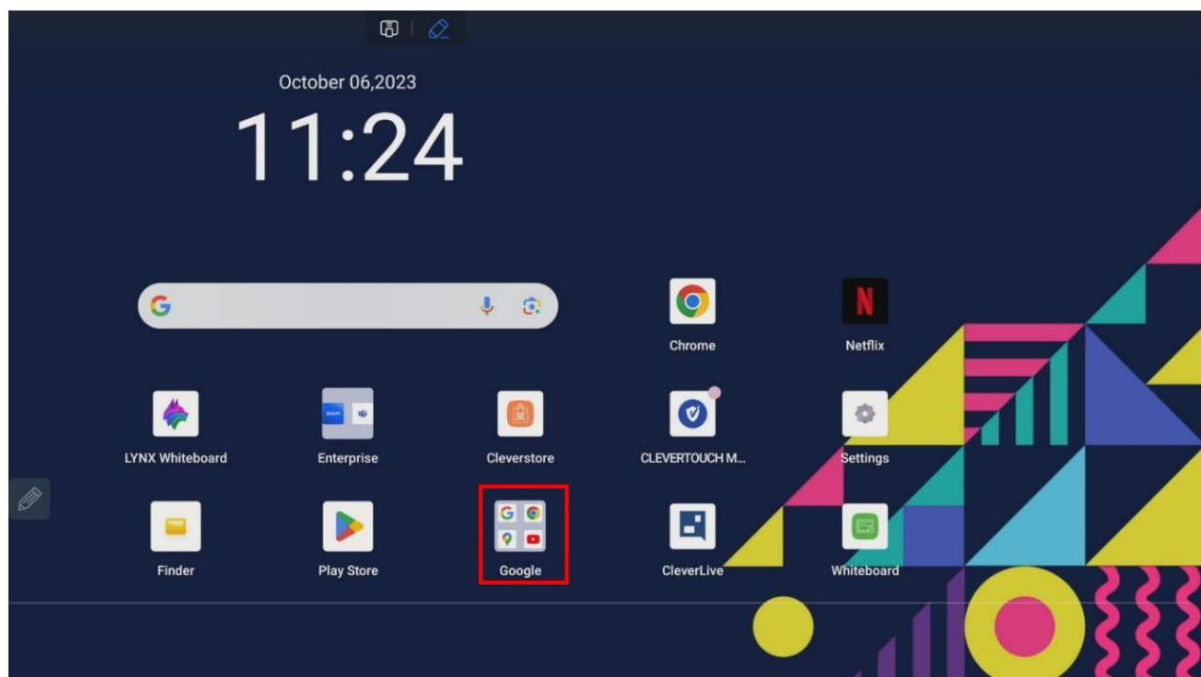 October 06,2023
11:24
Chrome
Netflix
LYNX Whiteboard
Enterprise
Cleverstore
CLEVERTOUCH M...
Settings
Finder
Play Store
Google
CleverLive
Whiteboard